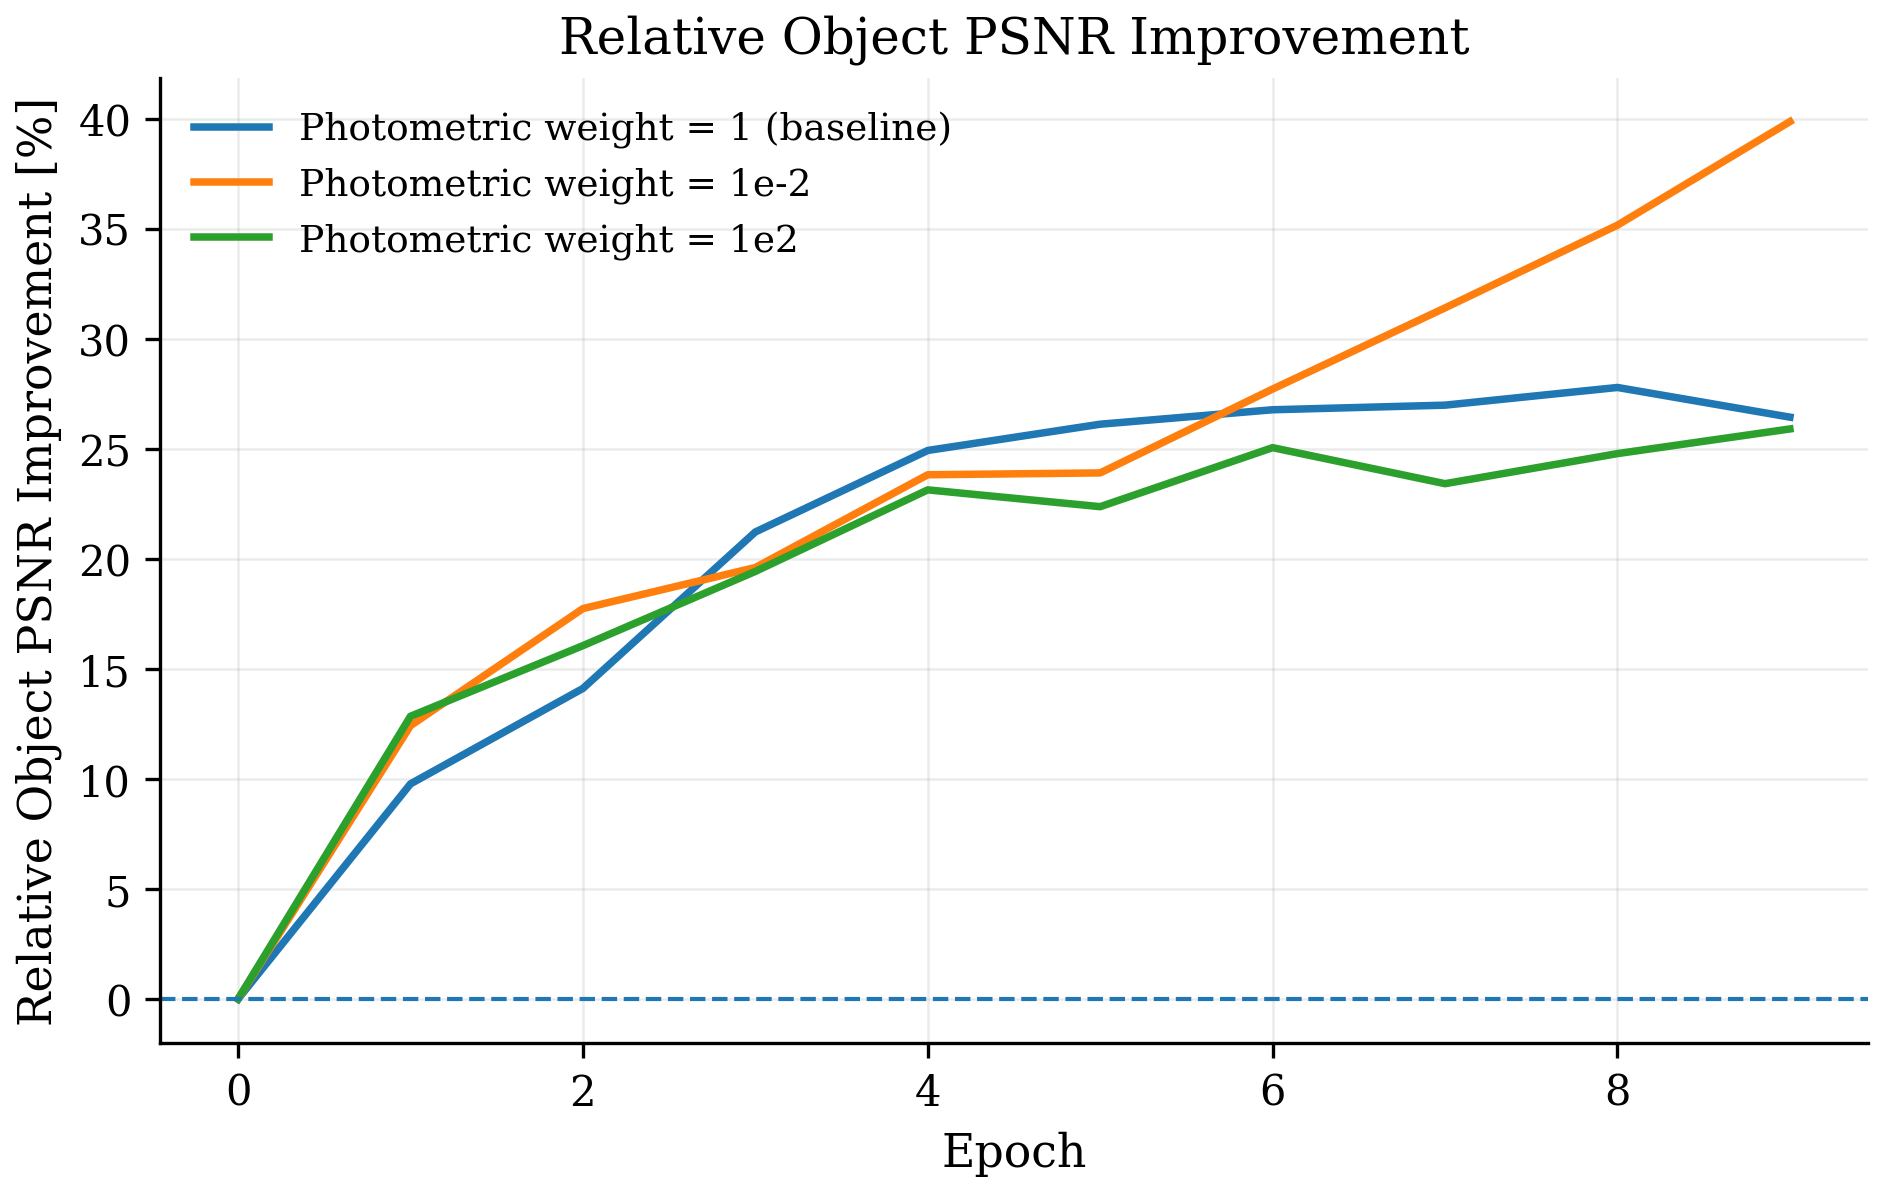 Relative Object PSNR Improvement
Relative Object PSNR Improvement [%]
40
35
30
25
20
15
10
5
0
Photometric weight = 1 (baseline)
Photometric weight = 1e-2
Photometric weight = 1e2
0 2 4 6 8
Epoch